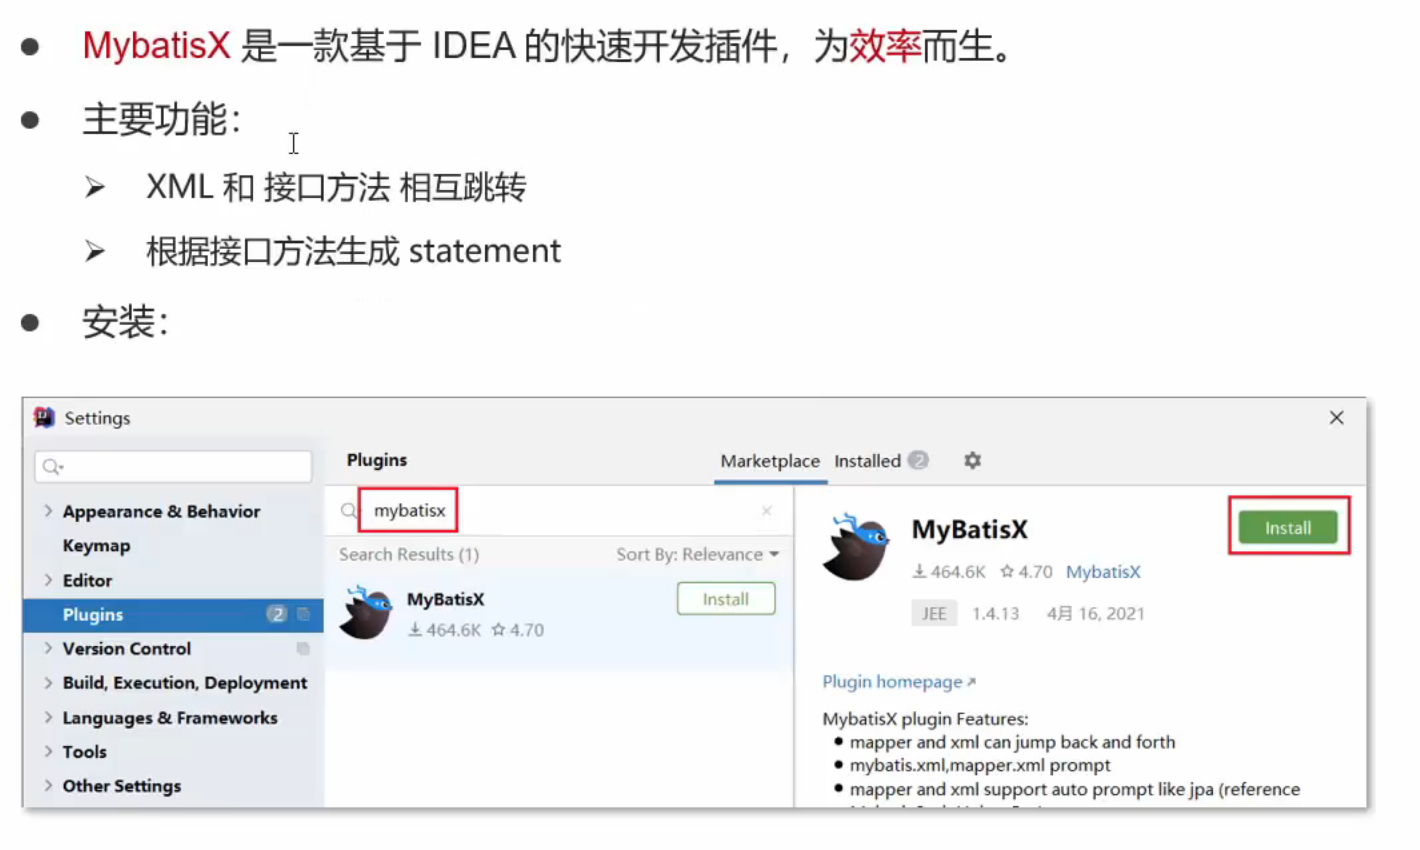 MybatisX 是一款基于 IDEA 的快速开发插件，为效率而生。
主要功能：
XML 和 接口方法 相互跳转
根据接口方法生成 statement
安装：
Settings
Plugins
Marketplace Installed 2
Appearance & Behavior
Keymap
Editor
Plugins 2
Version Control
Build, Execution, Deployment
Languages & Frameworks
Tools
Other Settings
mybatisx
Search Results (1) Sort By: Relevance
MyBatisX
Install
464.6K 4.70
MyBatisX
Install
464.6K 4.70 MybatisX
JEE 1.4.13 4月 16, 2021
Plugin homepage
MybatisX plugin Features:
mapper and xml can jump back and forth
mybatis.xml,mapper.xml prompt
mapper and xml support auto prompt like jpa (reference